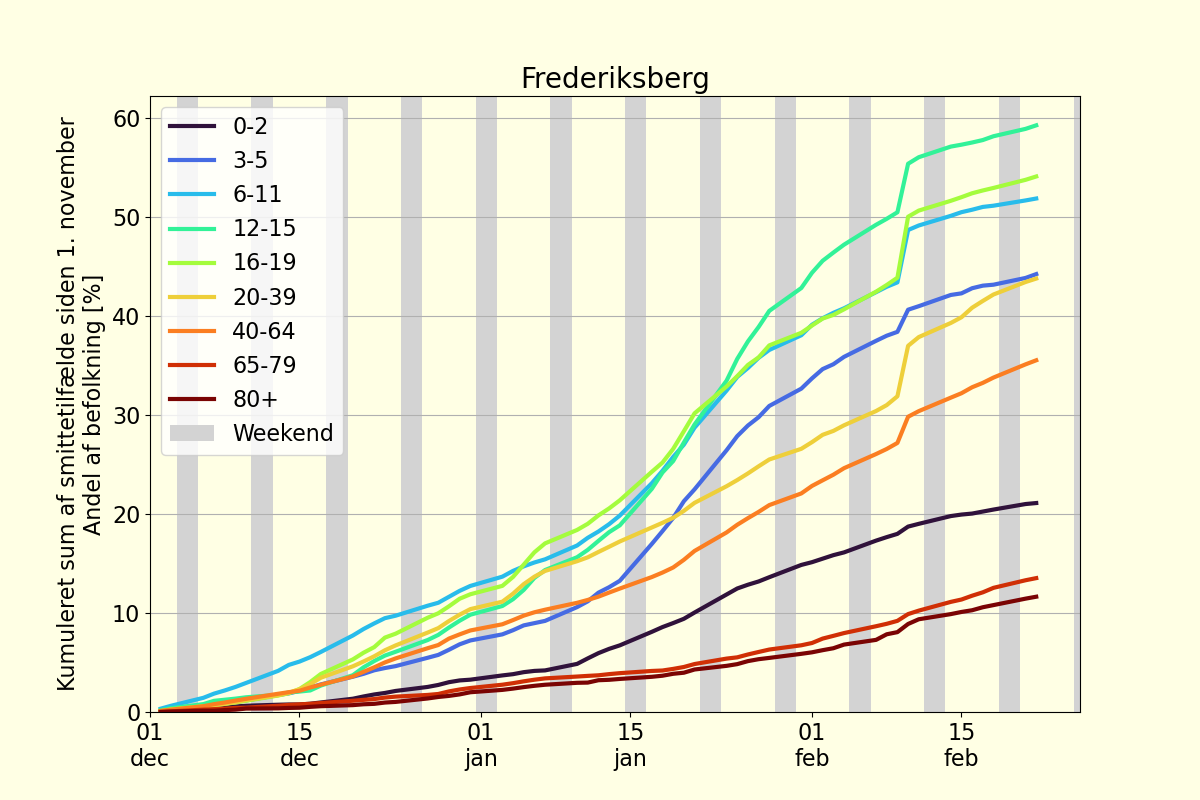 Frederiksberg
Kumuleret sum af smittetilfælde siden 1. november
Andel af befolkning [%]
60
50
40
30
20
10
0
0-2
3-5
6-11
12-15
16-19
20-39
40-64
65-79
80+
Weekend
01 15 01 15 01 15
dec dec jan jan feb feb